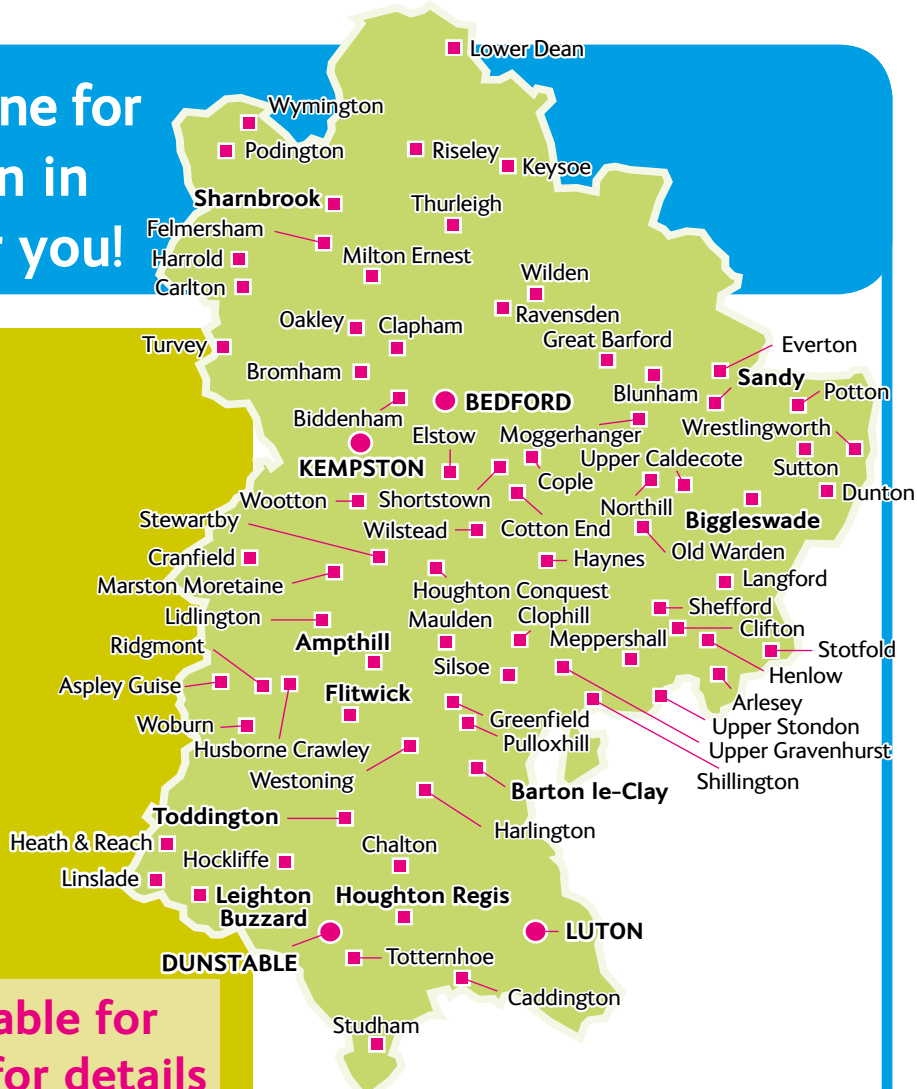 Lower Dean
ne for
Wymington
n in
Podington
Riseley
Keysoe
Sharnbrook
Thurleigh
Felmersham
r you!
Milton Ernest
Harrold
Carlton
Wilden
Ravensden
Oakley
Clapham
Great Barford
Turvey
Everton
Bromham
Sandy
Blunham
Potton
BEDFORD
Biddenham
Wrestlingworth
Elstow
Moggerhanger
Upper Caldecote
KEMPSTON
Sutton
Cople
Dunton
Wootton
Shortstown
Northill
Stewartby
Biggleswade
Wilstead
Cotton End
Old Warden
Cranfield
Haynes
Marston Moretaine
Langford
Houghton Conquest
Shefford
Lidlington
Maulden
Clophill
Clifton
Ampthill
Meppershall
Ridgmont
Stotfold
Silsoe
Henlow
Aspley Guise
Flitwick
Arlesey
Woburn
Greenfield
Upper Stondon
Husborne Crawley
Pulloxhill
Upper Gravenhurst
Westoning
Shillington
Barton le-Clay
Toddington
Harlington
Heath & Reach
Chalton
Hockliffe
Linslade
Leighton
Buzzard
Houghton Regis
LUTON
DUNSTABLE
Totternhoe
Caddington
able for
Studham
for details